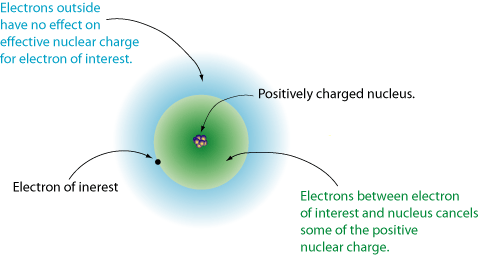 Electrons outside
have no effect on
effective nuclear charge
for electron of interest.
Positively charged nucleus.
Electron of inerest
Electrons between electron
of interest and nucleus cancels
some of the positive
nuclear charge.